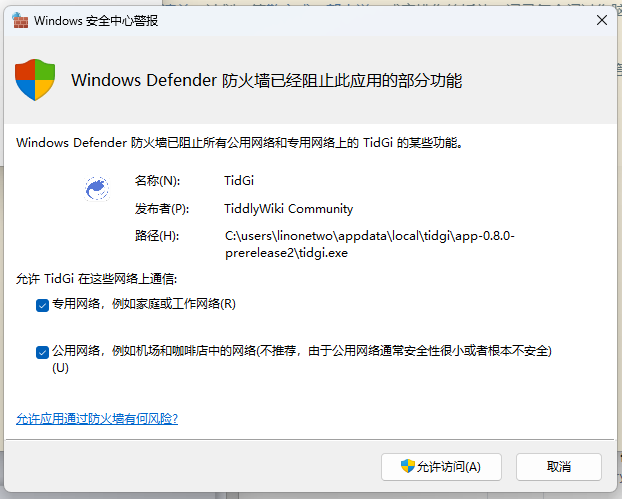 Windows 安全中心警报
Windows Defender 防火墙已经阻止此应用的部分功能
Windows Defender 防火墙已阻止所有公用网络和专用网络上的 TidGi 的某些功能。
名称(N): TidGi
发布者(P): TiddlyWiki Community
路径(H): C:\users\linonetwo\appdata\local\tidgi\app-0.8.0-
prerelease2\tidgi.exe
允许 TidGi 在这些网络上通信:
专用网络，例如家庭或工作网络(R)
公用网络，例如机场和咖啡店中的网络(不推荐，由于公用网络通常安全性很小或者根本不安全)
(U)
允许应用通过防火墙有何风险?
允许访问(A) 取消